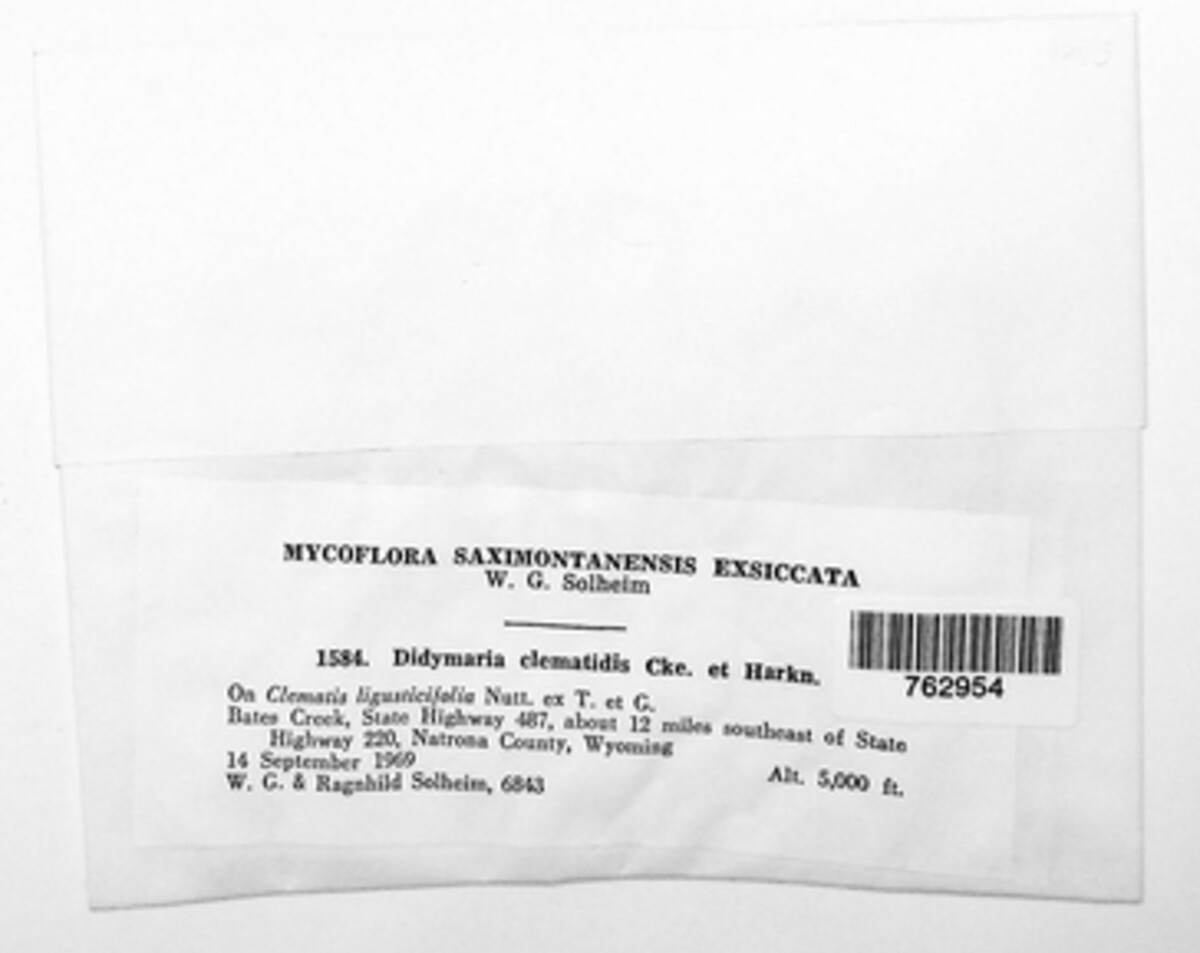 MYCOFLORA SAXIMONTANENSIS EXSICCATA
W. G. Solheim
1584. Didymaria clematidis Cke. et Harkn.
762954
On Clematis ligusticifolia Nutt. ex T. et G.
Bates Creek, State Highway 487, about 12 miles southeast of State
Highway 220, Natrona County, Wyoming
14 September 1969
Alt. 5,000 ft.
W. G. & Ragnhild Solheim, 6843